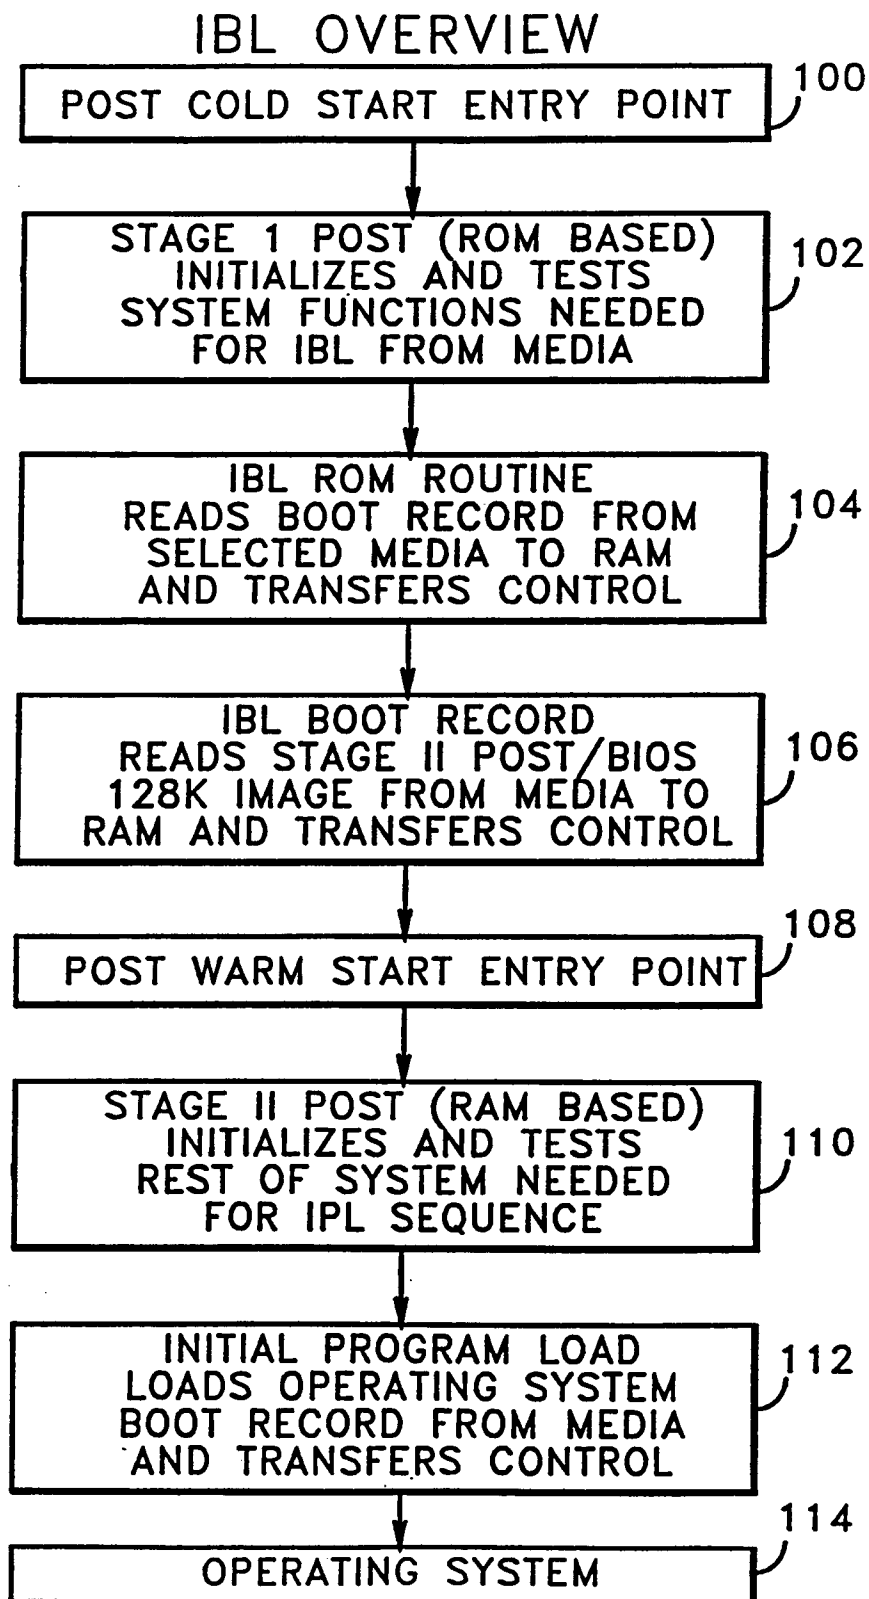 IBL OVERVIEW
POST COLD START ENTRY POINT
100
STAGE 1 POST (ROM BASED)
INITIALIZES AND TESTS
SYSTEM FUNCTIONS NEEDED
FOR IBL FROM MEDIA
102
IBL ROM ROUTINE
READS BOOT RECORD FROM
SELECTED MEDIA TO RAM
AND TRANSFERS CONTROL
104
IBL BOOT RECORD
READS STAGE II POST/BIOS
128K IMAGE FROM MEDIA TO
RAM AND TRANSFERS CONTROL
106
POST WARM START ENTRY POINT
108
STAGE II POST (RAM BASED)
INITIALIZES AND TESTS
REST OF SYSTEM NEEDED
FOR IPL SEQUENCE
110
INITIAL PROGRAM LOAD
LOADS OPERATING SYSTEM
BOOT RECORD FROM MEDIA
AND TRANSFERS CONTROL
112
OPERATING SYSTEM
114